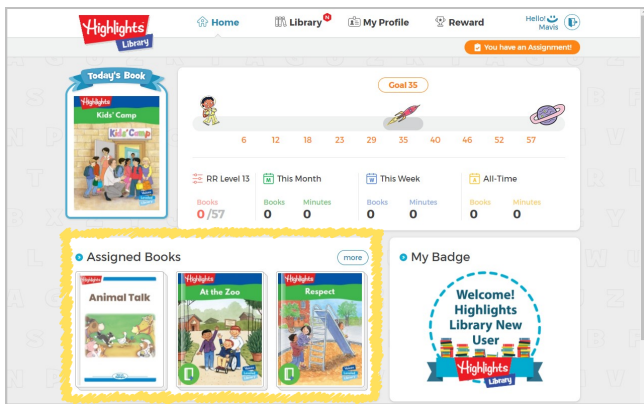 Highlights
Library
Home
Library N
My Profile
Reward
Hello!
Mavis
You have an Assignment!
Today's Book
Highlights
Kids' Camp
Kids' Camp
Goal 35
6 12 18 23 29 35 40 46 52 57
RR Level 13
M This Month
W This Week
A All-Time
Books
0 /57
Books Minutes
0 0
Books Minutes
0 0
Books Minutes
0 0
Assigned Books
more
Highlights
Animal Talk
Highlights
At the Zoo
Highlights
Respect
My Badge
Welcome!
Highlights
Library New
User
Highlights
Library